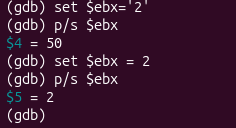 (gdb) set $ebx='2'
(gdb) p/s $ebx
$4 = 50
(gdb) set $ebx = 2
(gdb) p/s $ebx
$5 = 2
(gdb)